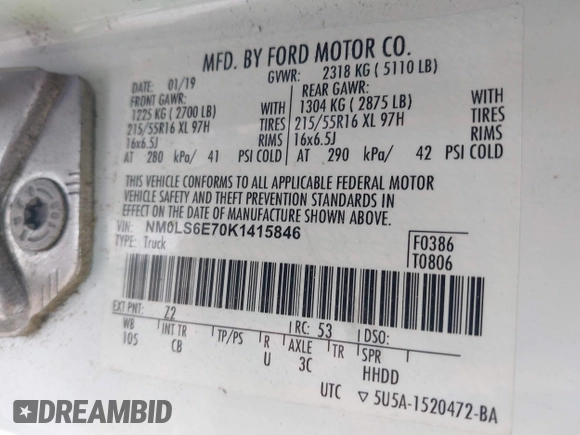 MFD. BY FORD MOTOR CO.
DATE: 01/19 GVWR: 2318 KG ( 5110 LB)
FRONT GAWR: REAR GAWR:
1225 KG ( 2700 LB) WITH 1304 KG ( 2875 LB) WITH
215/55R16 XL 97H TIRES 215/55R16 XL 97H TIRES
16x6.5J RIMS 16x6.5J RIMS
AT 280 kPa/ 41 PSI COLD AT 290 kPa/ 42 PSI COLD
THIS VEHICLE CONFORMS TO ALL APPLICABLE FEDERAL MOTOR
VEHICLE SAFETY AND THEFT PREVENTION STANDARDS IN
EFFECT ON THE DATE OF MANUFACTURE SHOWN ABOVE.
VIN: NM0LS6E70K1415846 F0386
TYPE: Truck T0806
EXT PNT: Z2 RC: 53 DSO:
WB INT TR TP/PS R AXLE TR SPR
105 CB U 3C HHDD
UTC ▽ 5U5A-1520472-BA
DREAMBID